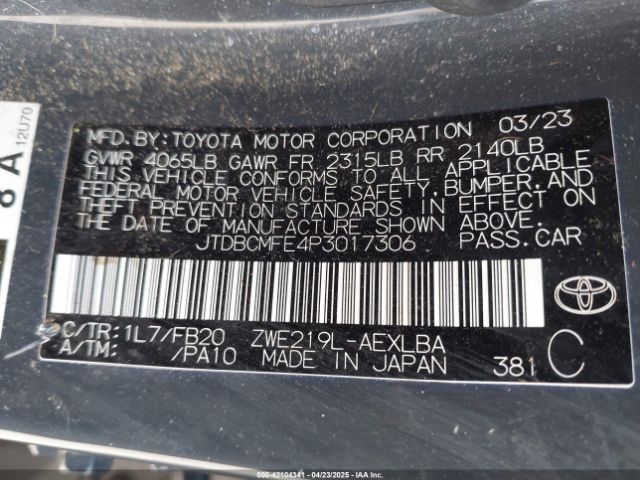 8 A
12U70
MFD.BY:TOYOTA MOTOR CORPORATION 03/23
GVWR 4065LB GAWR FR 2315LB RR 2140LB
THIS VEHICLE CONFORMS TO ALL APPLICABLE
FEDERAL MOTOR VEHICLE SAFETY,BUMPER,AND
THEFT PREVENTION STANDARDS IN EFFECT ON
THE DATE OF MANUFACTURE SHOWN ABOVE.
JTDBCMFE4P3017306 PASS.CAR
C/TR:1L7/FB20 ZWE219L-AEXLBA
A/TM: /PA10 MADE IN JAPAN 381 C
000-42104341 - 04/23/2025 - IAAI.COM